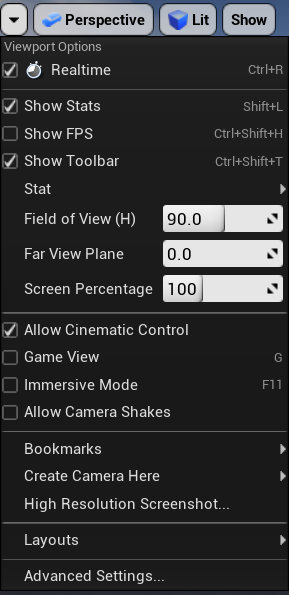 Perspective Lit Show
Viewport Options
Realtime Ctrl+R
Show Stats Shift+L
Show FPS Ctrl+Shift+H
Show Toolbar Ctrl+Shift+T
Stat
Field of View (H) 90.0
Far View Plane 0.0
Screen Percentage 100
Allow Cinematic Control
Game View G
Immersive Mode F11
Allow Camera Shakes
Bookmarks
Create Camera Here
High Resolution Screenshot...
Layouts
Advanced Settings...